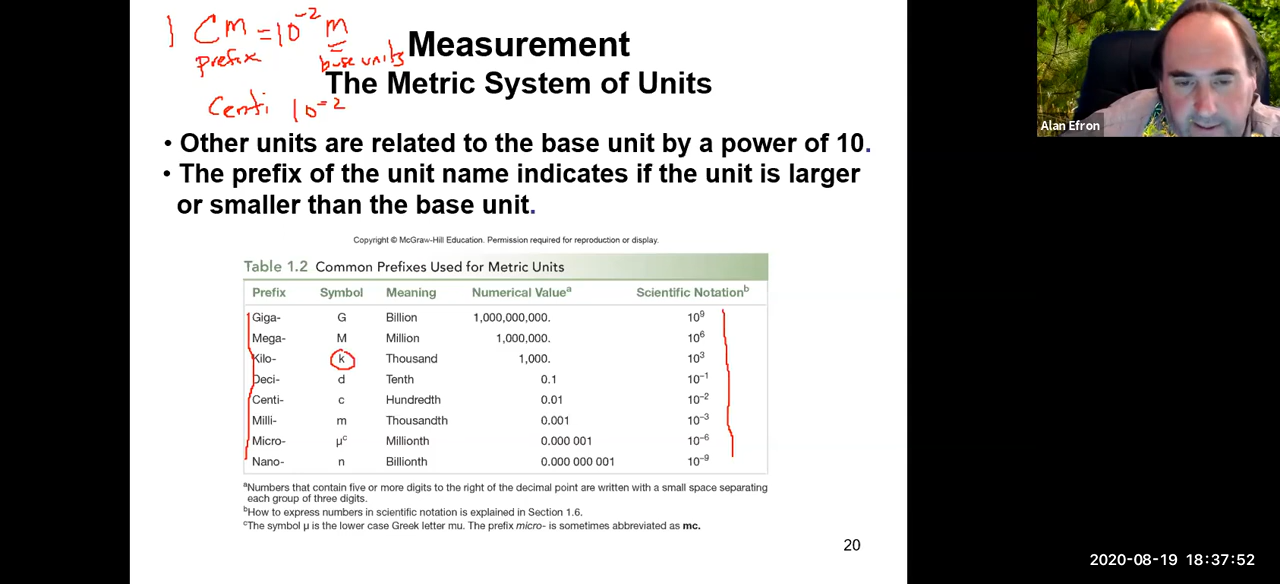 1 Cm = 10⁻² m
prefix base units
Centi 10⁻²
Measurement
The Metric System of Units
• Other units are related to the base unit by a power of 10.
• The prefix of the unit name indicates if the unit is larger
or smaller than the base unit.
Copyright © McGraw-Hill Education. Permission required for reproduction or display.
Table 1.2 Common Prefixes Used for Metric Units
Prefix Symbol Meaning Numerical Valueᵃ Scientific Notationᵇ
Giga- G Billion 1,000,000,000. 10⁹
Mega- M Million 1,000,000. 10⁶
Kilo- k Thousand 1,000. 10³
Deci- d Tenth 0.1 10⁻¹
Centi- c Hundredth 0.01 10⁻²
Milli- m Thousandth 0.001 10⁻³
Micro- μᶜ Millionth 0.000 001 10⁻⁶
Nano- n Billionth 0.000 000 001 10⁻⁹
ᵃNumbers that contain five or more digits to the right of the decimal point are written with a small space separating
each group of three digits.
ᵇHow to express numbers in scientific notation is explained in Section 1.6.
ᶜThe symbol μ is the lower case Greek letter mu. The prefix micro- is sometimes abbreviated as mc.
20
Alan Efron
2020-08-19 18:37:52